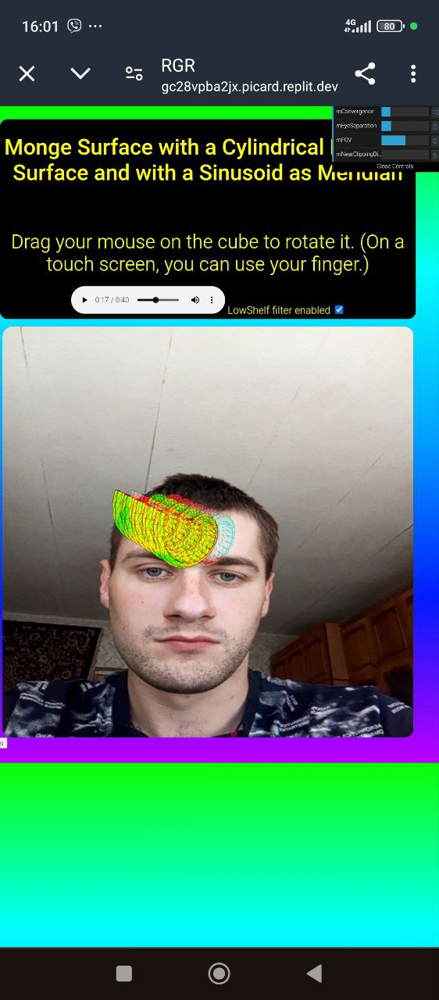 16:01
4G
80
RGR
gc28vpba2jx.picard.replit.dev
mConvergence 10
mEyeSeparation 0
mFOV 0
mNearClippingDi... 5
Close Controls
Monge Surface with a Cylindrical
Surface and with a Sinusoid as Meridian
Drag your mouse on the cube to rotate it. (On a
touch screen, you can use your finger.)
0:17 / 0:40
LowShelf filter enabled
s